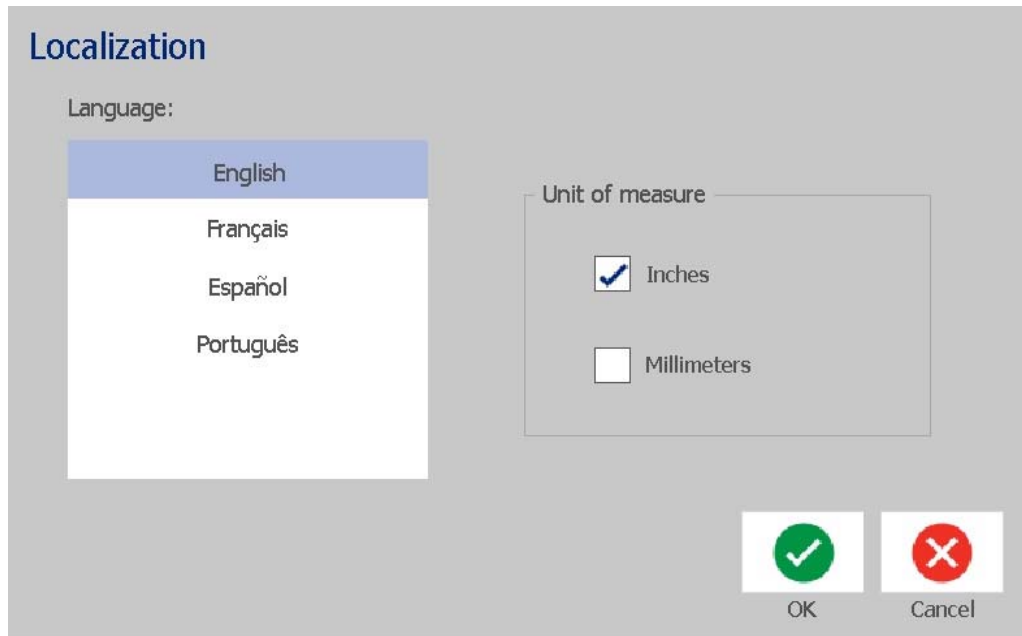 Localization
Language:
English
Français
Español
Português
Unit of measure
Inches
Millimeters
OK
Cancel